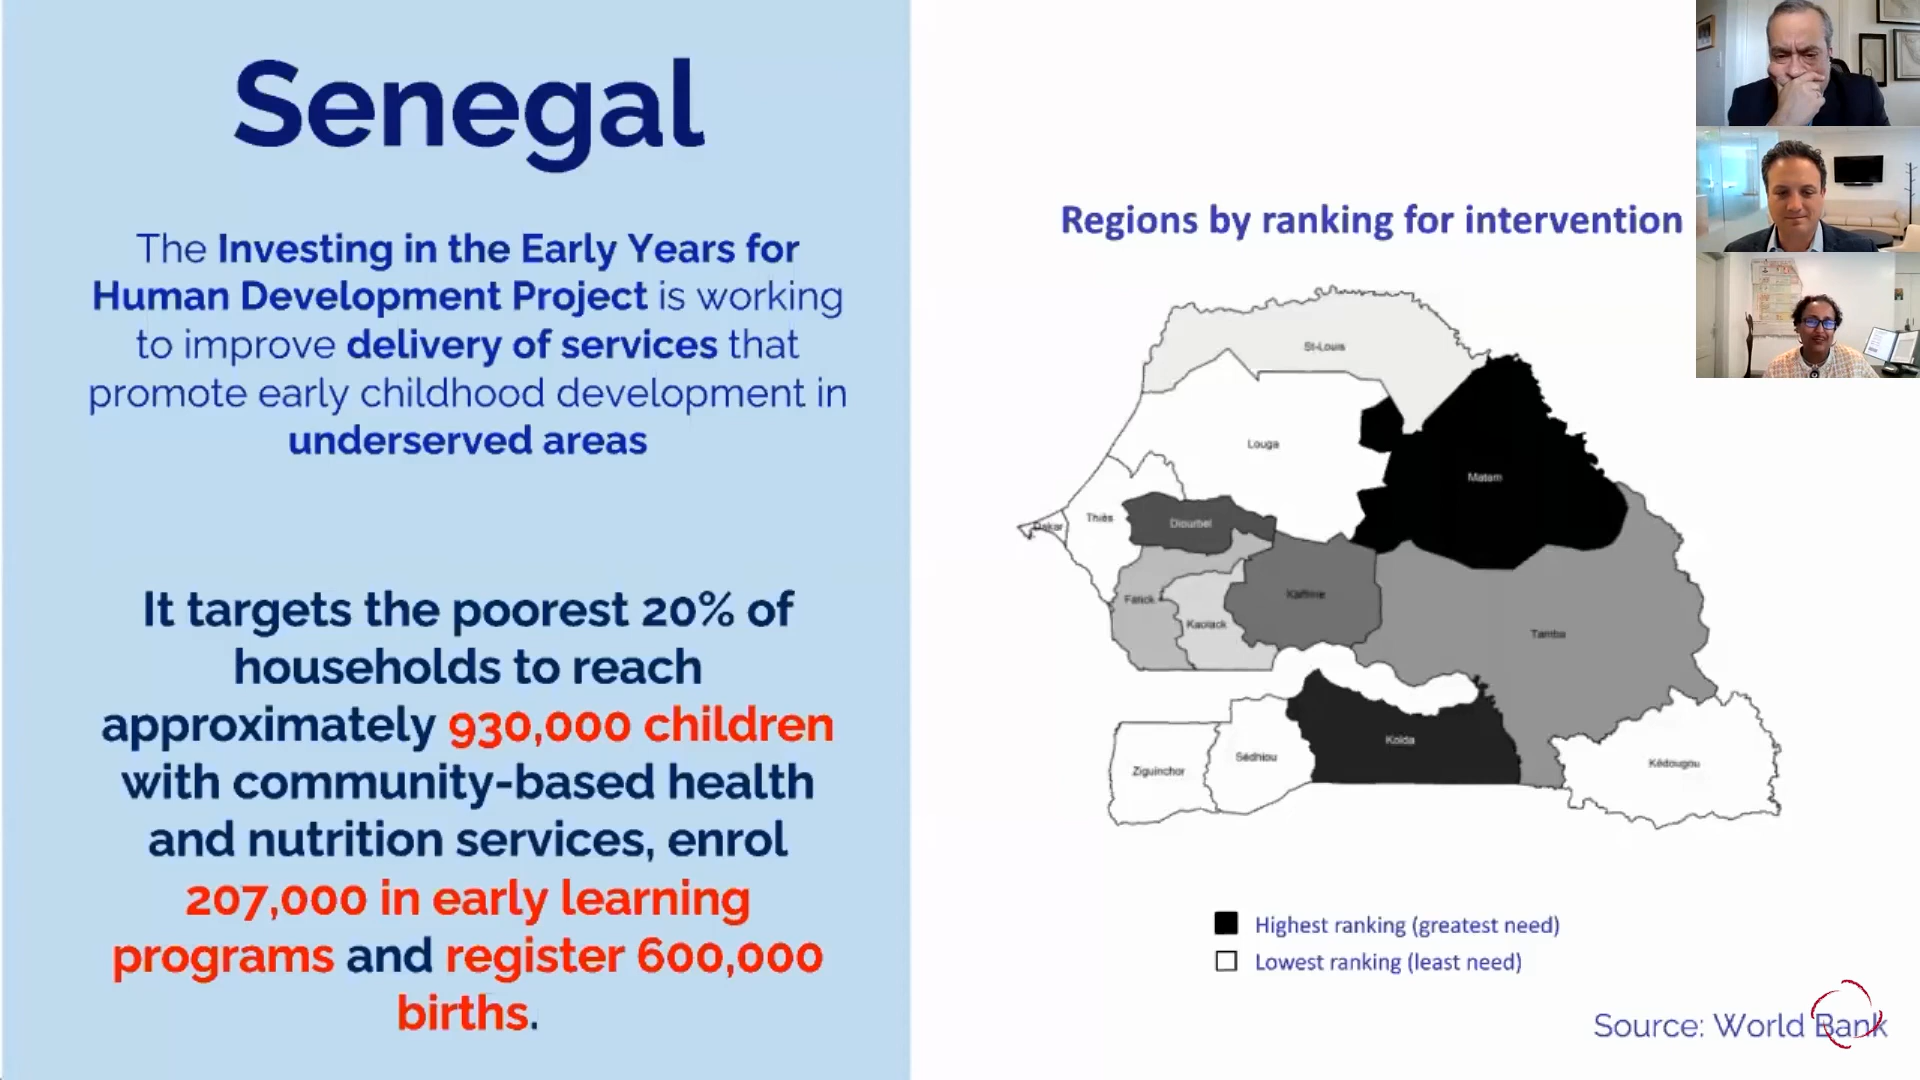 Senegal
The Investing in the Early Years for
Human Development Project is working
to improve delivery of services that
promote early childhood development in
underserved areas
It targets the poorest 20% of
households to reach
approximately 930,000 children
with community-based health
and nutrition services, enrol
207,000 in early learning
programs and register 600,000
births.
Regions by ranking for intervention
St-Louis
Louga
Matam
Dakar
Thiès
Diourbel
Fatick
Kaolack
Kaffrine
Tamba
Ziguinchor
Sédhiou
Kolda
Kédougou
Highest ranking (greatest need)
Lowest ranking (least need)
Source: World Bank